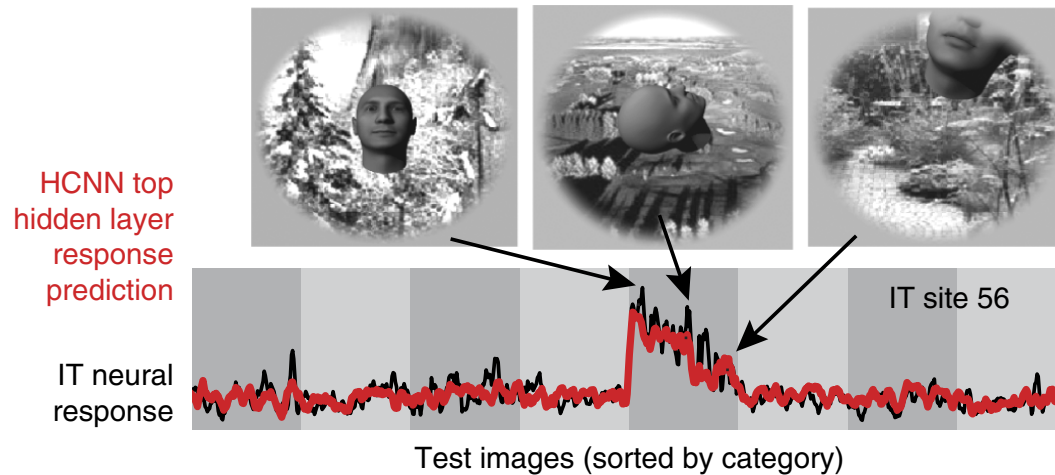 HCNN top
hidden layer
response
prediction
IT site 56
IT neural
response
Test images (sorted by category)